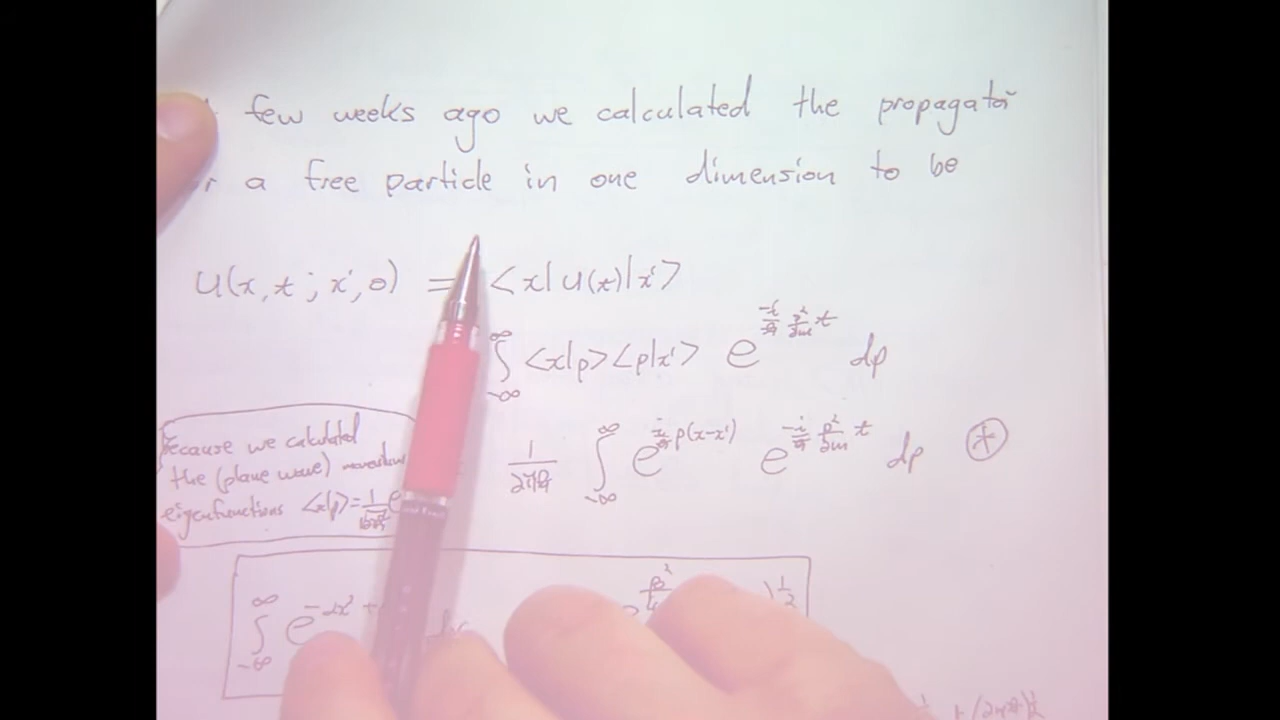 few weeks ago we calculated the propagator
a free particle in one dimension to be
U(x,t;x',0) = <x|U(t)|x'>
∫_{-∞}^{∞} <x|p><p|x'> e^{-i/ħ p²/2m t} dp
1/2πħ ∫_{-∞}^{∞} e^{i/ħ p(x-x')} e^{-i/ħ p²/2m t} dp (+)
Because we calculated
the (plane wave) momentum
eigenfunctions <x|p> = 1/√2πħ e
∫_{-∞}^{∞} e^{-αx² +